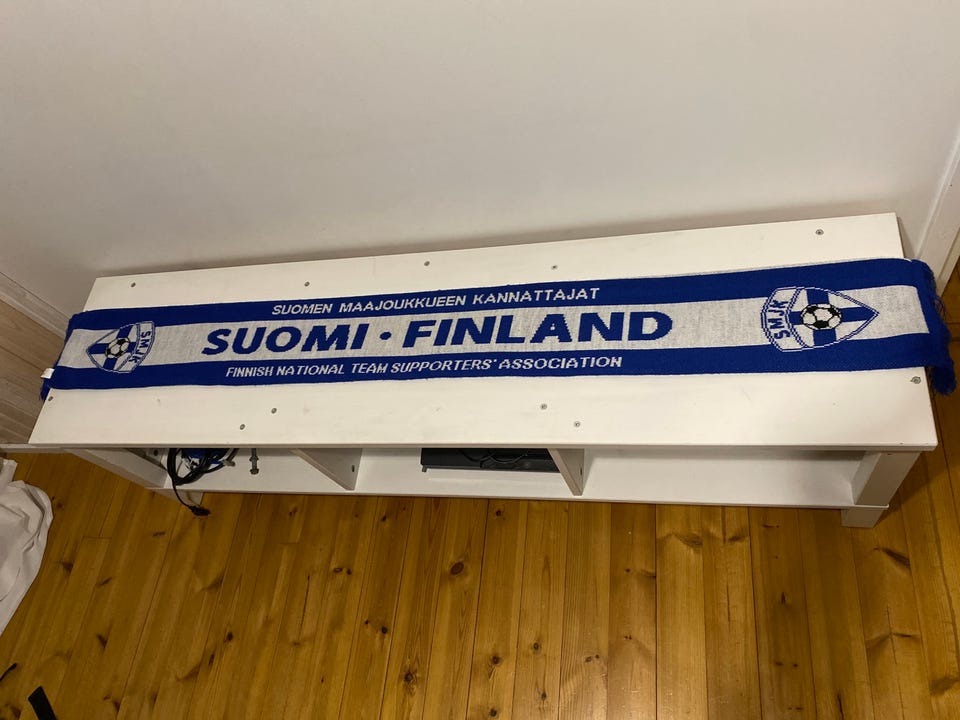 SUOMEN MAAJOUKKUEEN KANNATTAJAT
SMJK
SUOMI · FINLAND
SMJK
FINNISH NATIONAL TEAM SUPPORTERS' ASSOCIATION